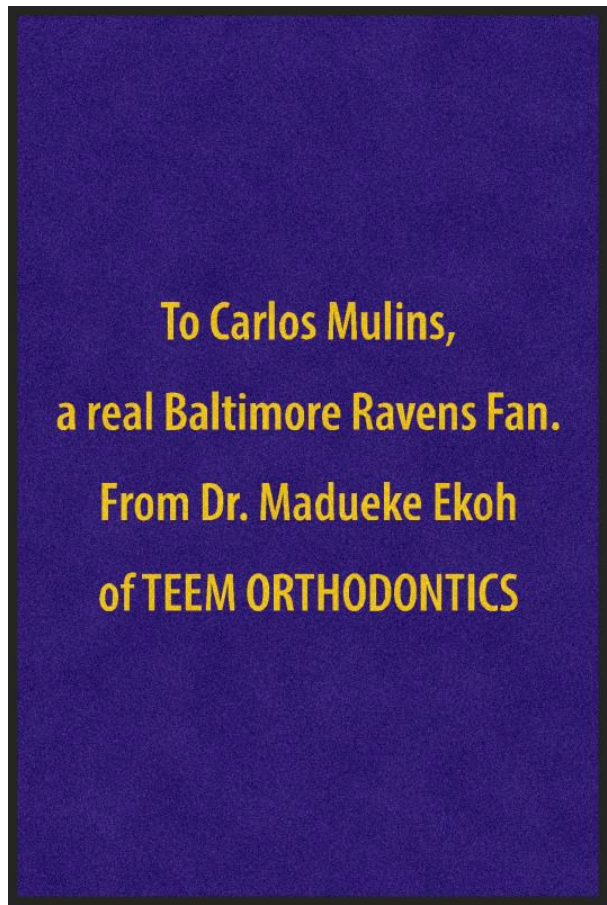 To Carlos Mulins,
a real Baltimore Ravens Fan.
From Dr. Madueke Ekoh
of TEEM ORTHODONTICS